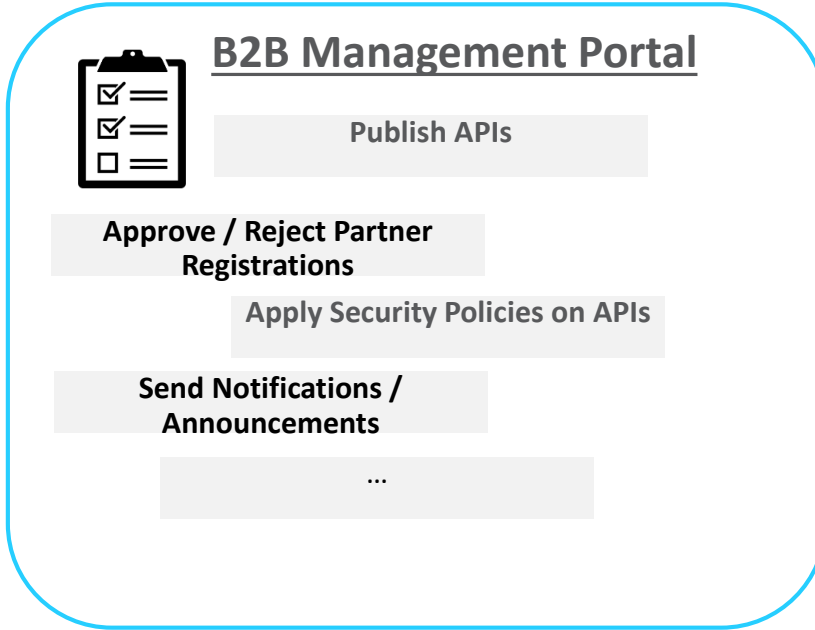 B2B Management Portal
Publish APIs
Approve / Reject Partner
Registrations
Apply Security Policies on APIs
Send Notifications /
Announcements
...